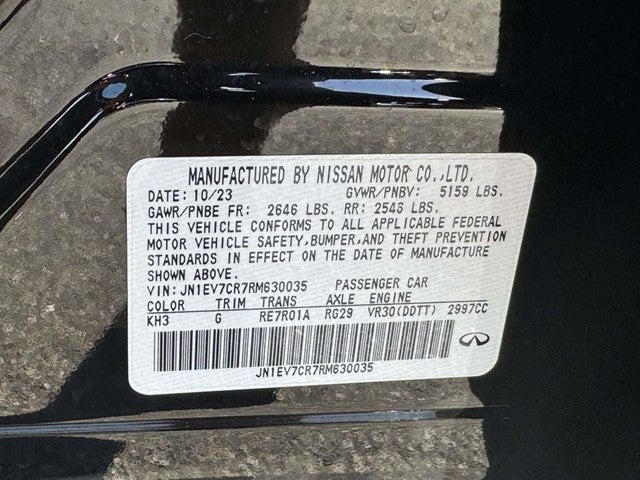 MANUFACTURED BY NISSAN MOTOR CO.,LTD.
DATE: 10/23 GVWR/PNBV: 5159 LBS.
GAWR/PNBE FR: 2646 LBS. RR: 2546 LBS.
THIS VEHICLE CONFORMS TO ALL APPLICABLE FEDERAL
MOTOR VEHICLE SAFETY,BUMPER,AND THEFT PREVENTION
STANDARDS IN EFFECT ON THE DATE OF MANUFACTURE
SHOWN ABOVE.
VIN: JN1EV7CR7RM630035 PASSENGER CAR
COLOR TRIM TRANS AXLE ENGINE
KH3 G RE7R01A RG29 VR30(DDTT) 2997CC
JN1EV7CR7RM630035